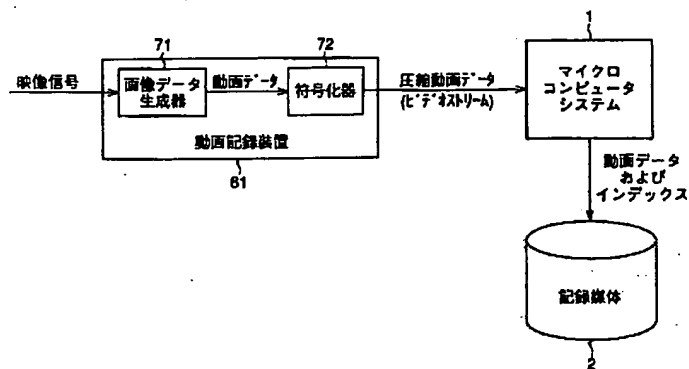 71
72
1
映像信号
画像データ
生成器
動画データ
符号化器
圧縮動画データ
(ビデオストリーム)
マイクロ
コンピュータ
システム
動画記録装置
61
動画データ
および
インデックス
記録媒体
2